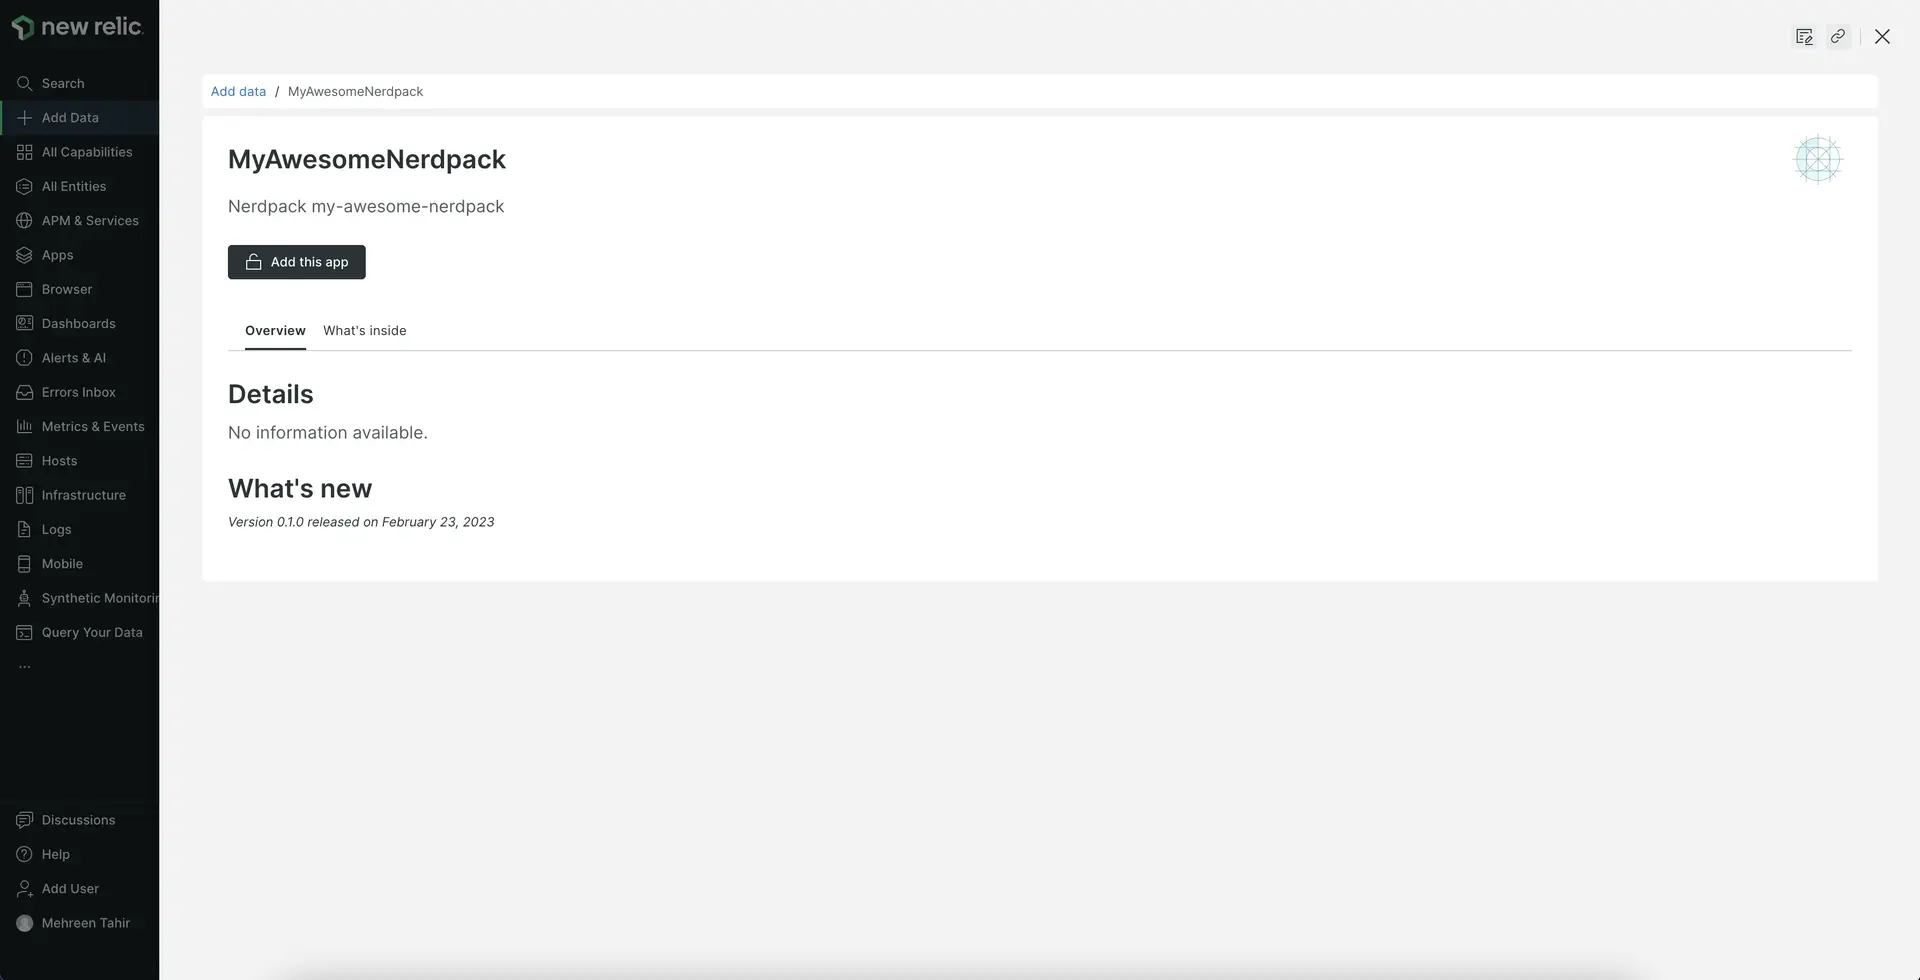 new relic.
Search
Add Data
All Capabilities
All Entities
APM & Services
Apps
Browser
Dashboards
Alerts & AI
Errors Inbox
Metrics & Events
Hosts
Infrastructure
Logs
Mobile
Synthetic Monitorin
Query Your Data
...
Discussions
Help
Add User
Mehreen Tahir
Add data / MyAwesomeNerdpack
MyAwesomeNerdpack
Nerdpack my-awesome-nerdpack
Add this app
Overview What's inside
Details
No information available.
What's new
Version 0.1.0 released on February 23, 2023